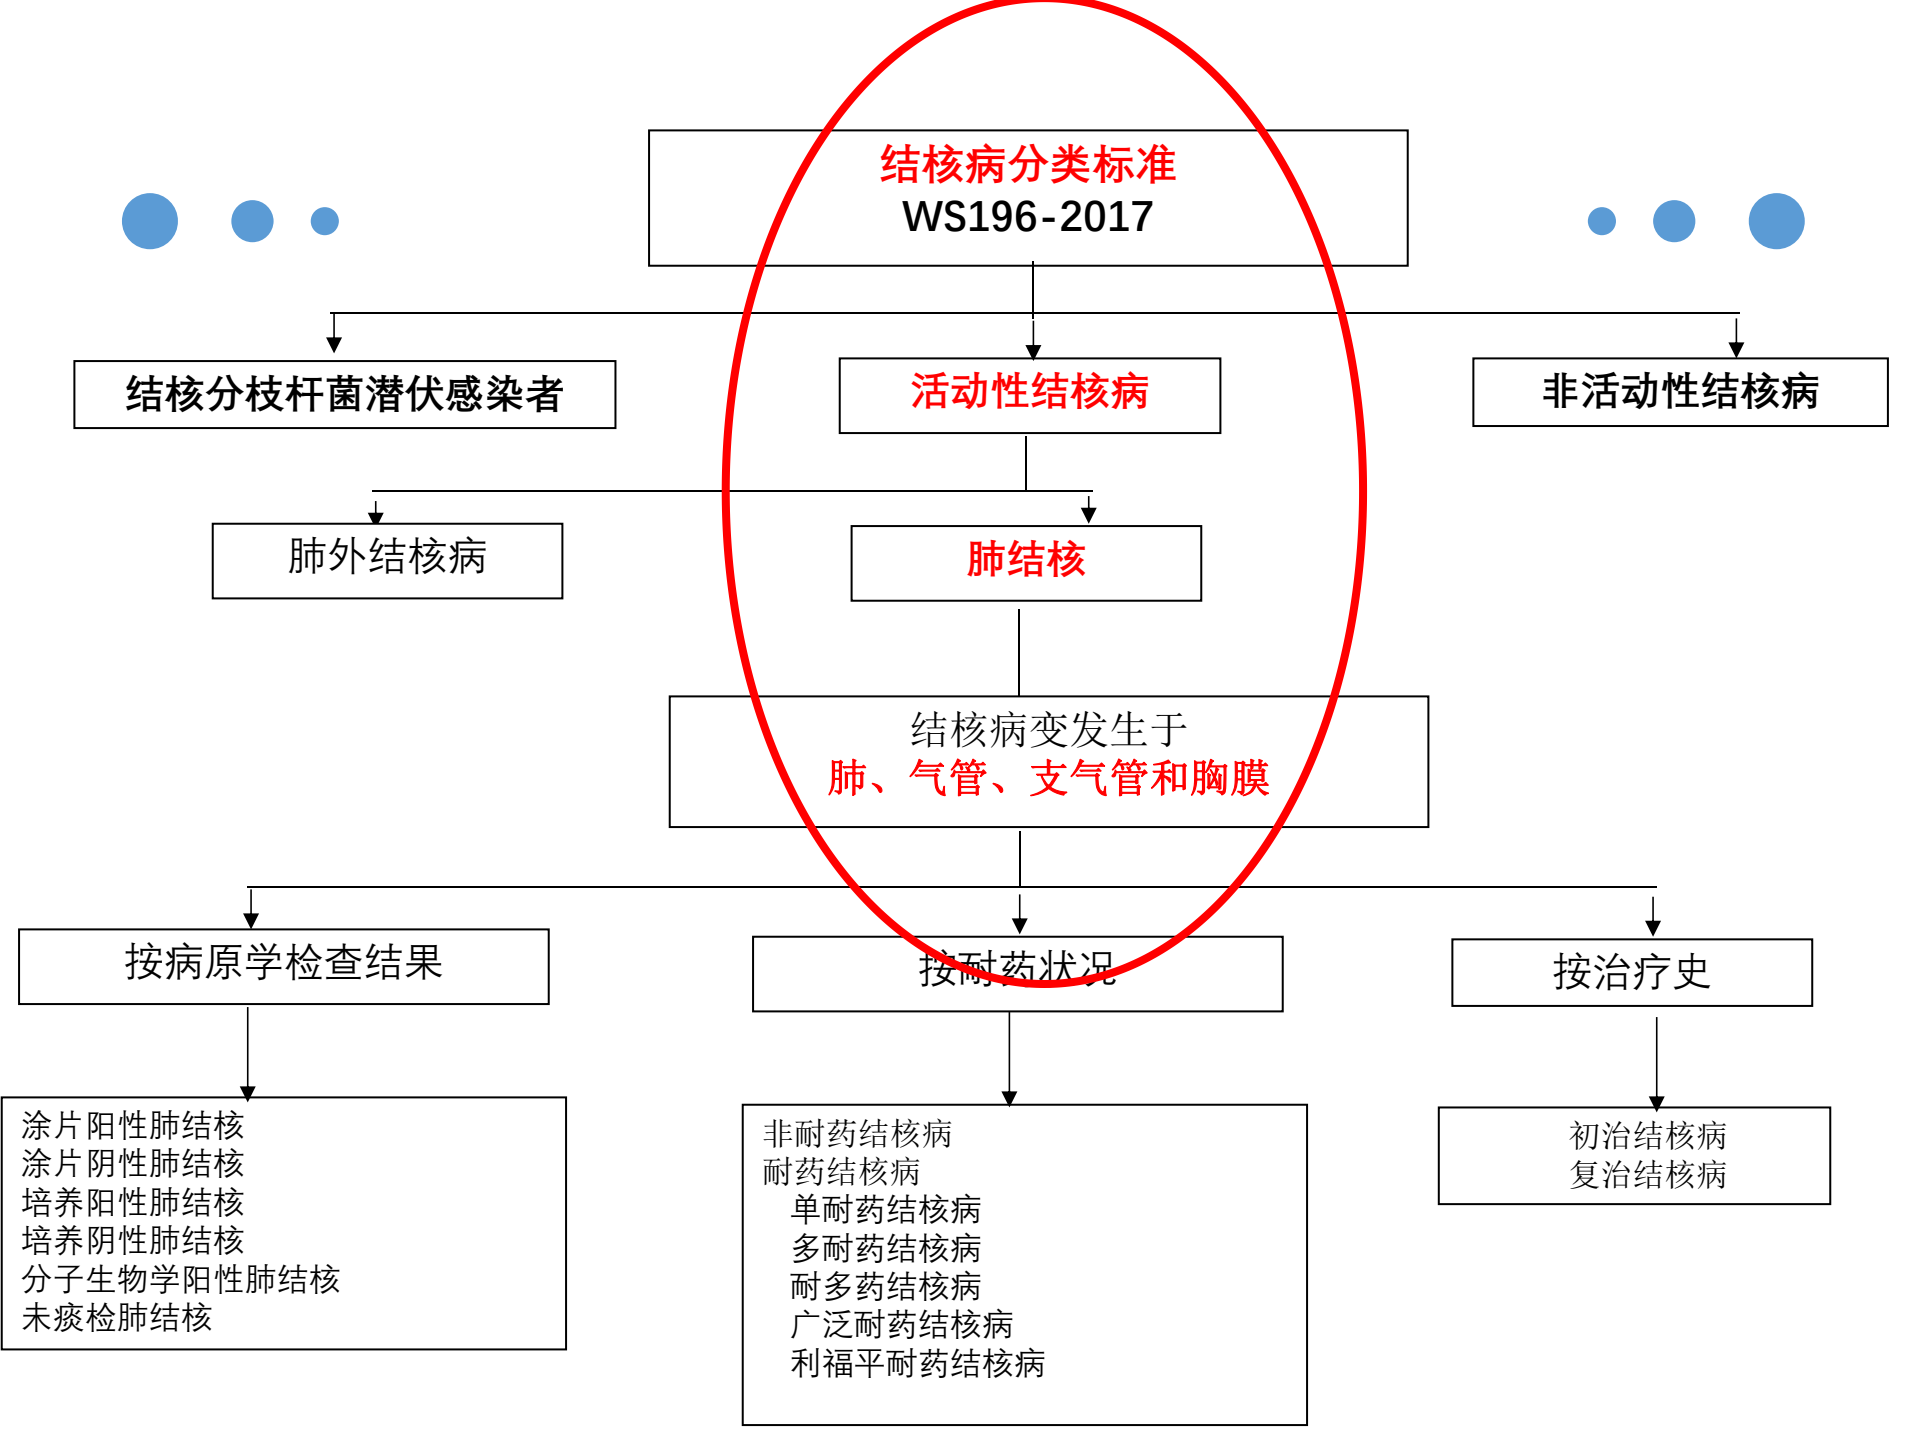 结核病分类标准
WS196-2017
结核分枝杆菌潜伏感染者
活动性结核病
非活动性结核病
肺外结核病
肺结核
结核病变发生于
肺、气管、支气管和胸膜
按病原学检查结果
按耐药状况
按治疗史
涂片阳性肺结核
涂片阴性肺结核
培养阳性肺结核
培养阴性肺结核
分子生物学阳性肺结核
未痰检肺结核
非耐药结核病
耐药结核病
单耐药结核病
多耐药结核病
耐多药结核病
广泛耐药结核病
利福平耐药结核病
初治结核病
复治结核病